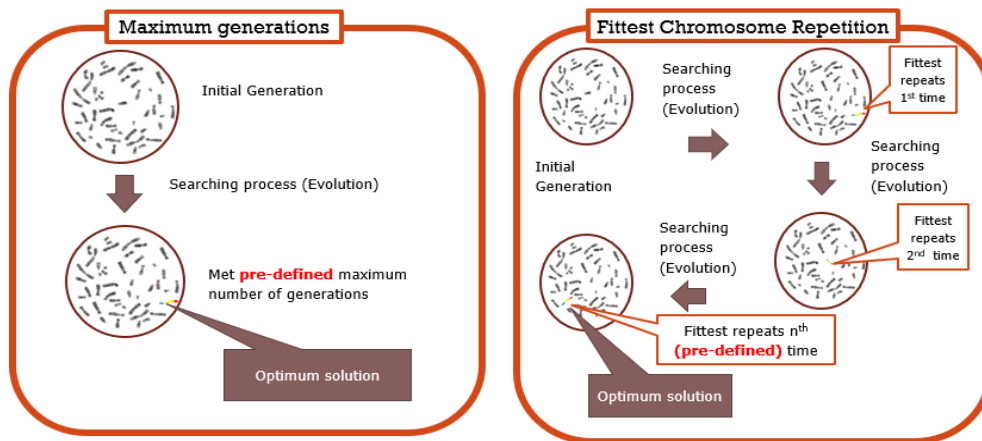 Maximum generations
Initial Generation
Searching process (Evolution)
Met pre-defined maximum
number of generations
Optimum solution
Fittest Chromosome Repetition
Initial
Generation
Searching
process
(Evolution)
Fittest
repeats
1st time
Searching
process
(Evolution)
Fittest
repeats
2nd time
Searching
process
(Evolution)
Fittest repeats nth
(pre-defined) time
Optimum solution